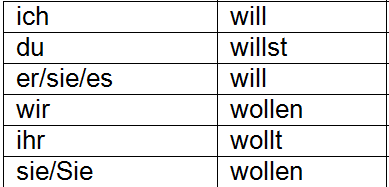 ich will
du willst
er/sie/es will
wir wollen
ihr wollt
sie/Sie wollen